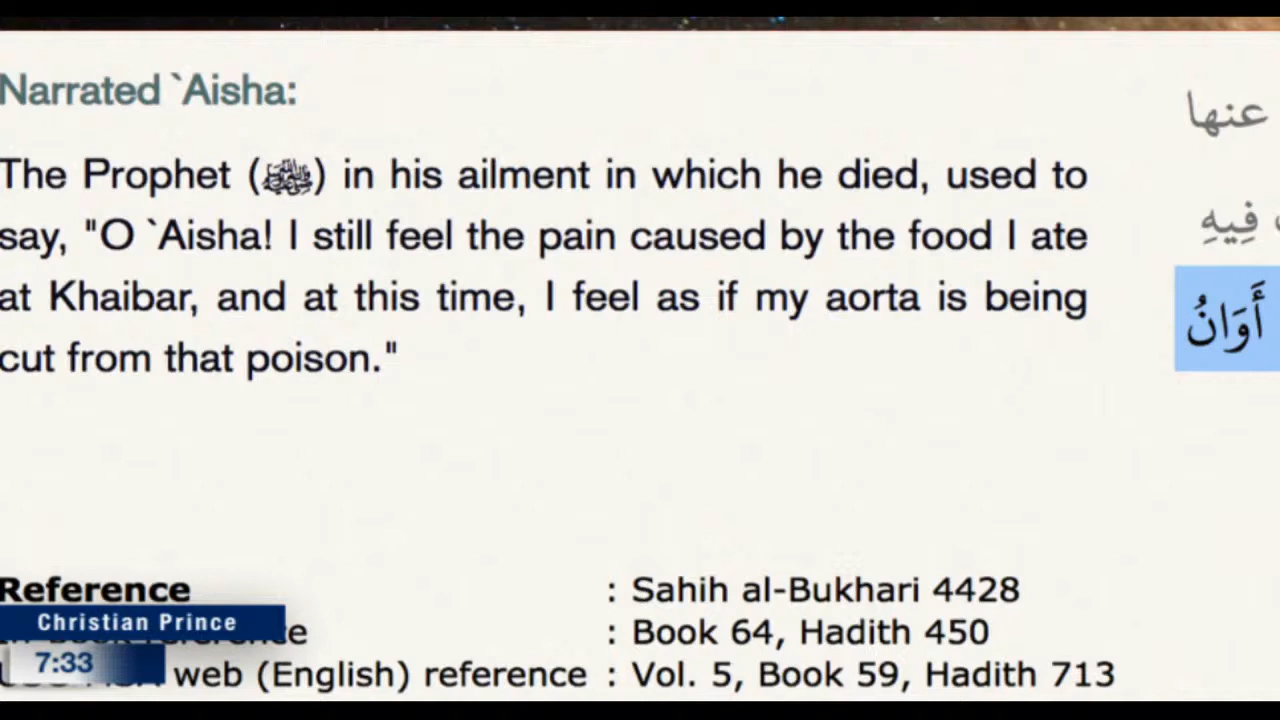 Narrated `Aisha:
عنها
The Prophet (ﷺ) in his ailment in which he died, used to
فِيهِ
say, "O `Aisha! I still feel the pain caused by the food I ate
at Khaibar, and at this time, I feel as if my aorta is being
أَوَانُ
cut from that poison."
Reference : Sahih al-Bukhari 4428
Christian Prince
: Book 64, Hadith 450
7:33
web (English) reference : Vol. 5, Book 59, Hadith 713